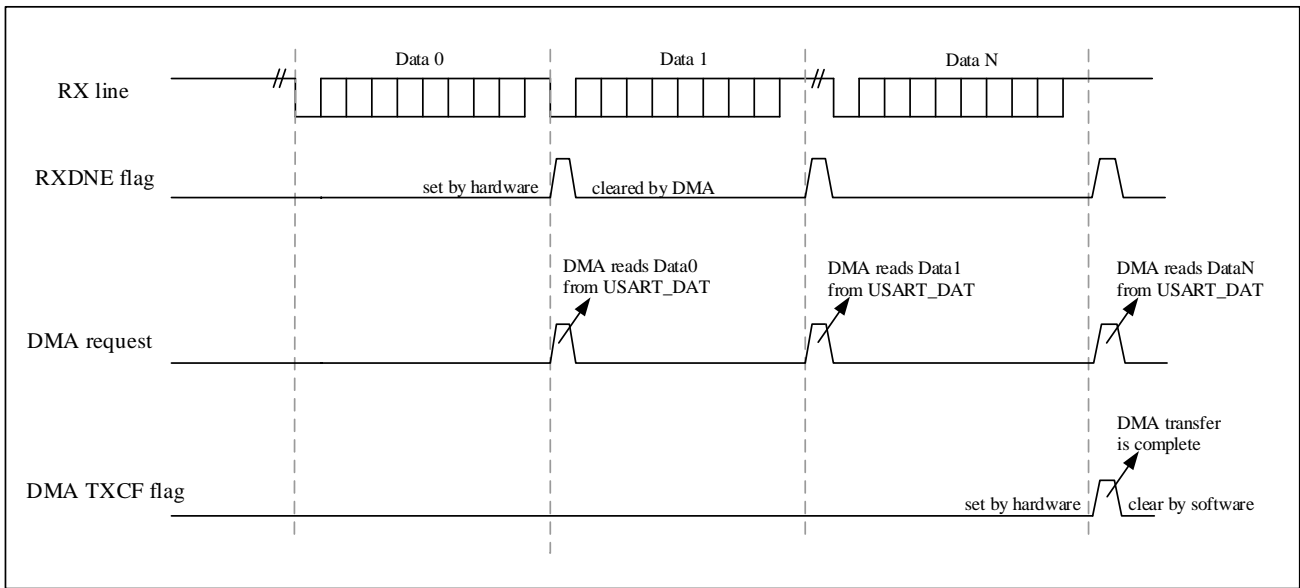 Data 0
Data 1
Data N
RX line
RXDNE flag
set by hardware
cleared by DMA
DMA reads Data0
from USART_DAT
DMA reads Data1
from USART_DAT
DMA reads DataN
from USART_DAT
DMA request
DMA transfer
is complete
DMA TXCF flag
set by hardware
clear by software